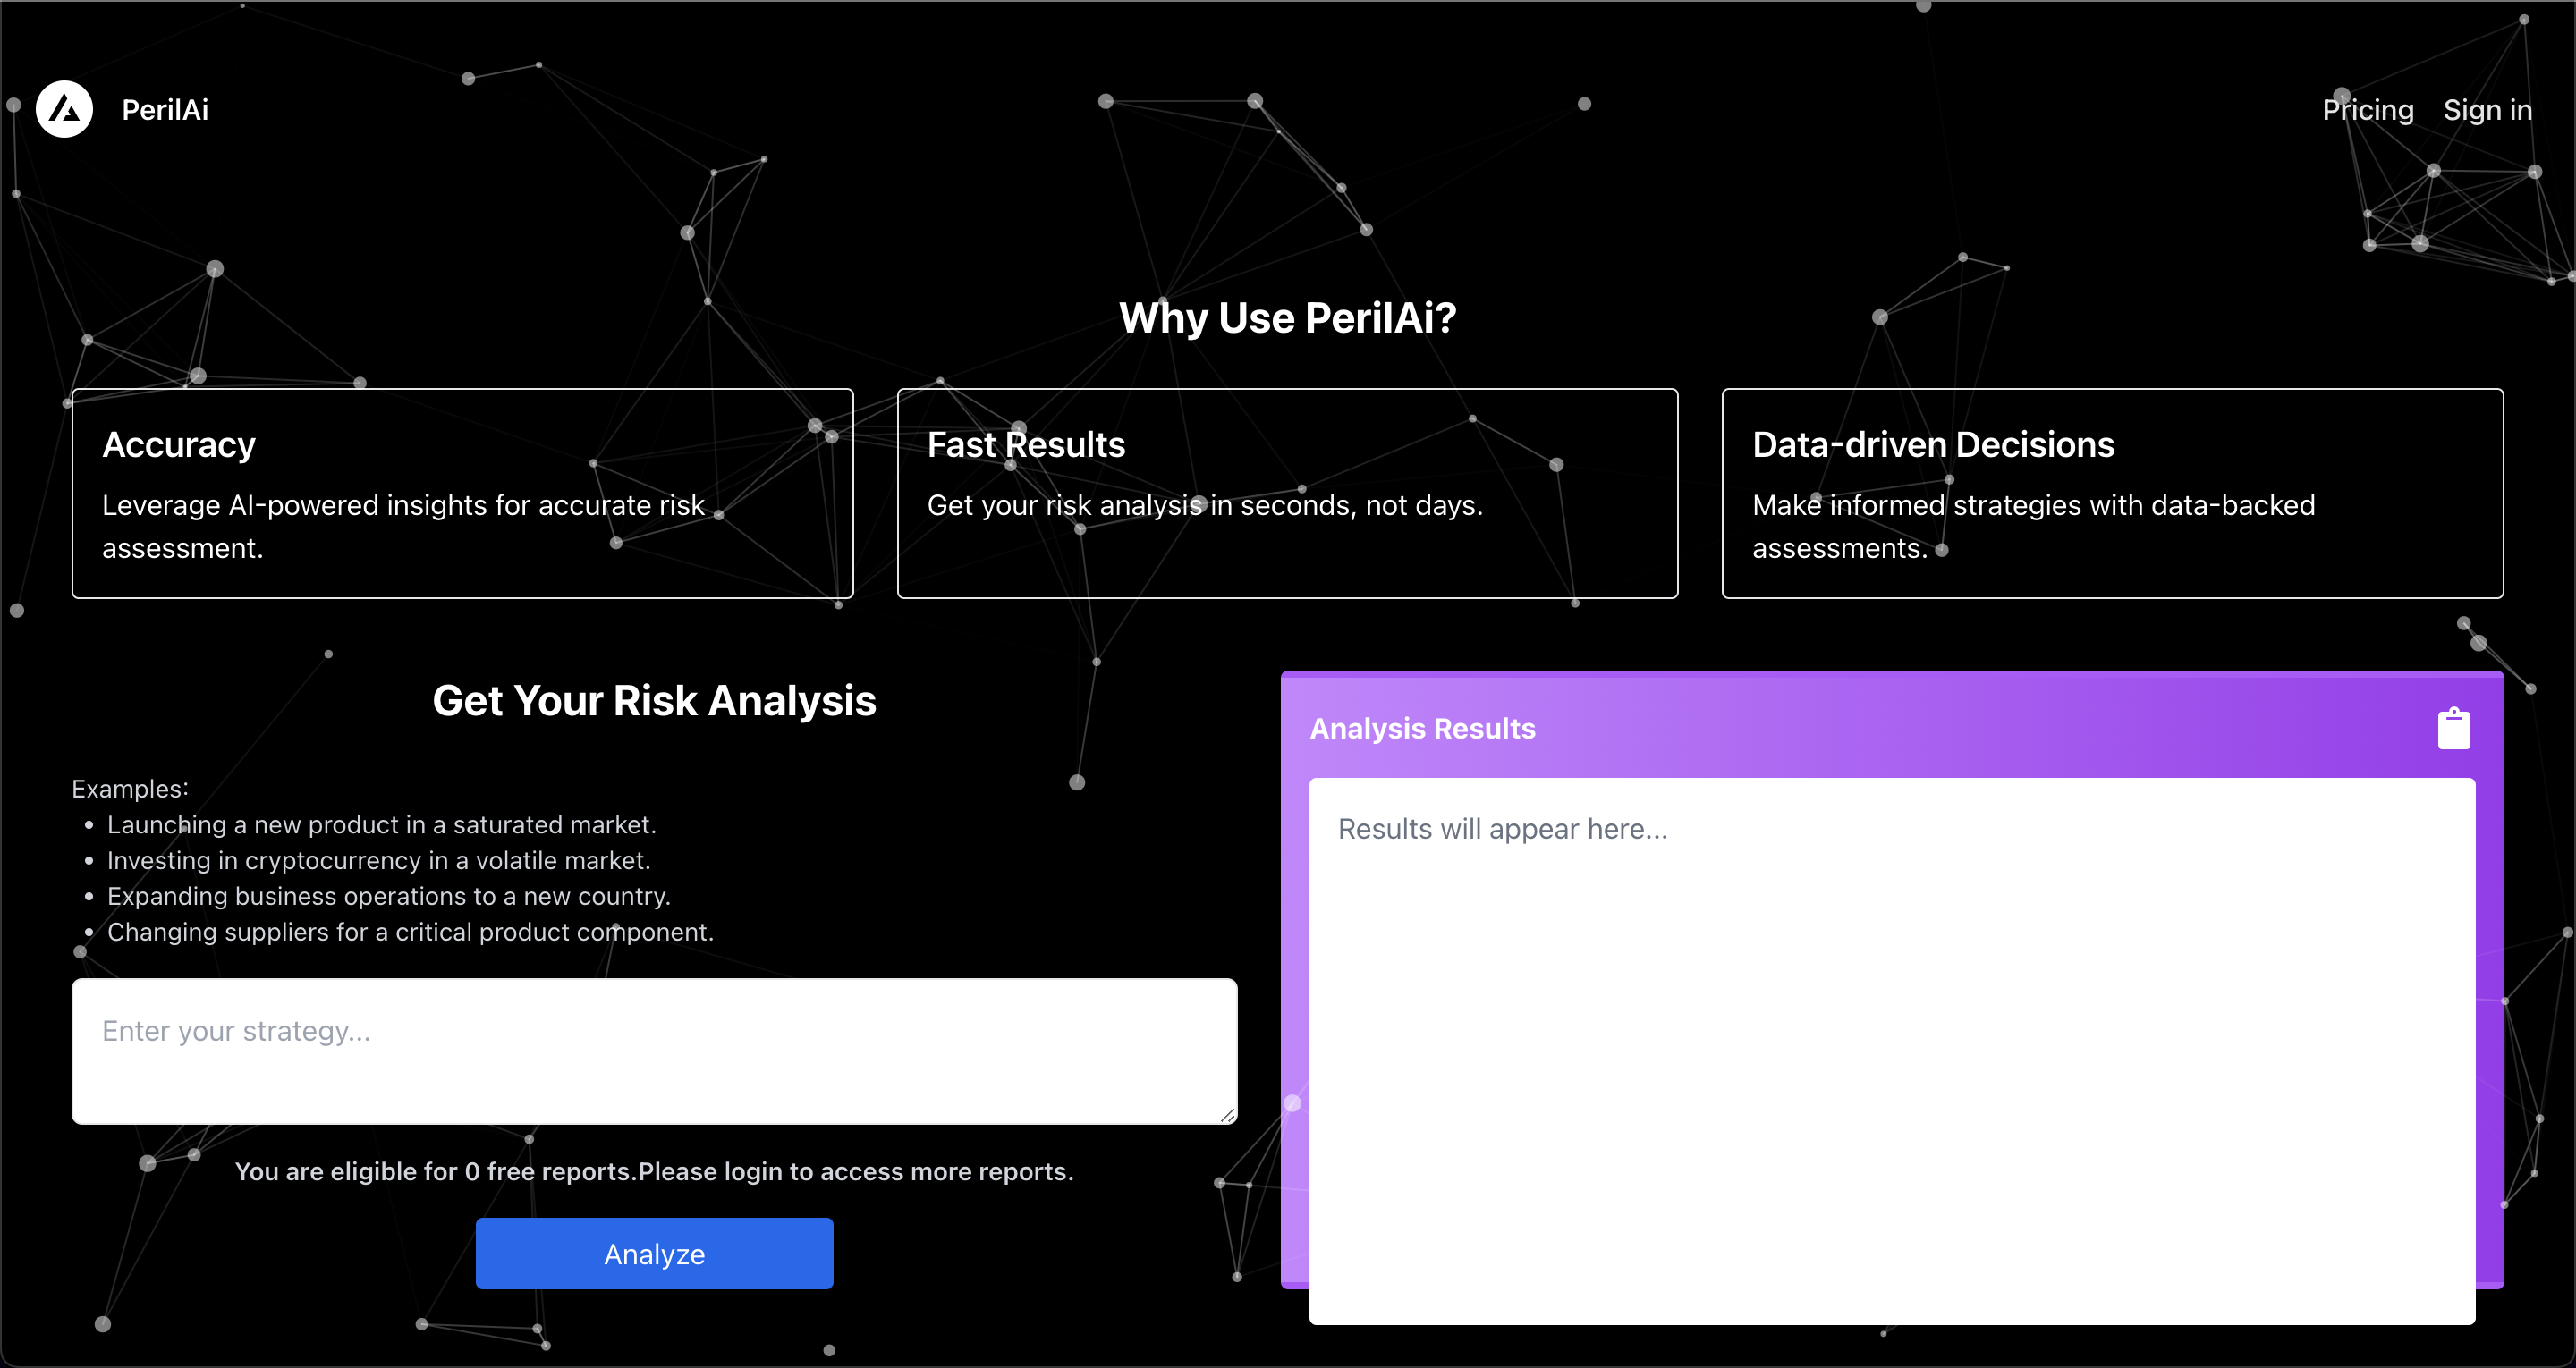 PerilAi
Pricing
Sign in
Why Use PerilAi?
Accuracy
Leverage AI-powered insights for accurate risk
assessment.
Fast Results
Get your risk analysis in seconds, not days.
Data-driven Decisions
Make informed strategies with data-backed
assessments.
Get Your Risk Analysis
Examples:
• Launching a new product in a saturated market.
• Investing in cryptocurrency in a volatile market.
• Expanding business operations to a new country.
• Changing suppliers for a critical product component.
Enter your strategy...
You are eligible for 0 free reports.Please login to access more reports.
Analyze
Analysis Results
Results will appear here...